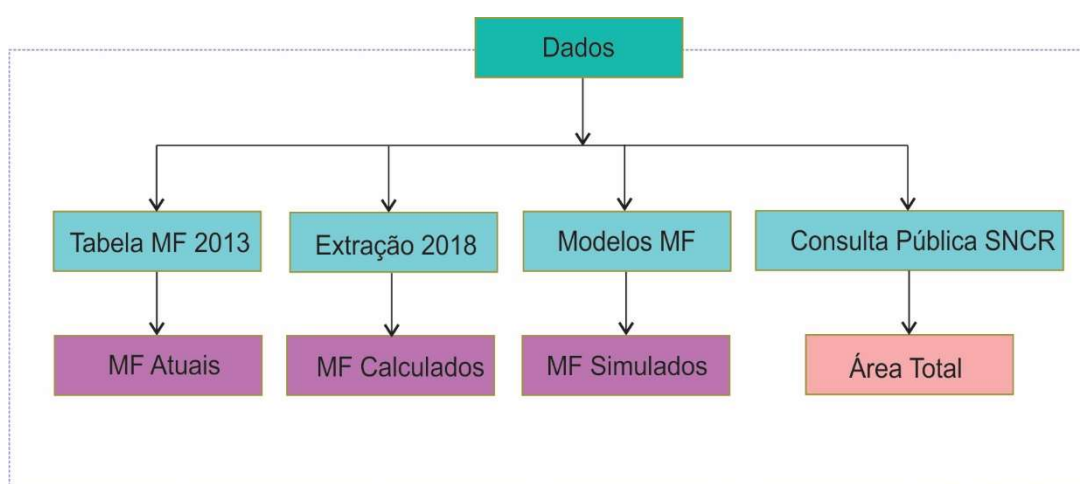 Dados
Tabela MF 2013
Extração 2018
Modelos MF
Consulta Pública SNCR
MF Atuais
MF Calculados
MF Simulados
Área Total